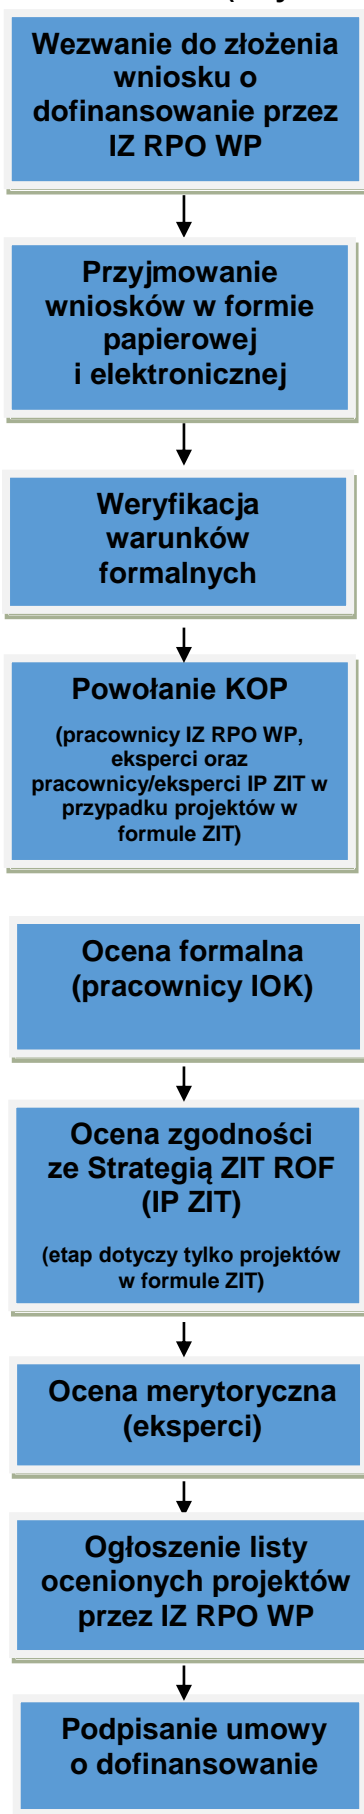 Wezwanie do złożenia
wniosku o
dofinansowanie przez
IZ RPO WP
Przyjmowanie
wniosków w formie
papierowej
i elektronicznej
Weryfikacja
warunków
formalnych
Powołanie KOP
(pracownicy IZ RPO WP,
eksperci oraz
pracownicy/eksperci IP ZIT w
przypadku projektów w
formule ZIT)
Ocena formalna
(pracownicy IOK)
Ocena zgodności
ze Strategią ZIT ROF
(IP ZIT)
(etap dotyczy tylko projektów
w formule ZIT)
Ocena merytoryczna
(eksperci)
Ogłoszenie listy
ocenionych projektów
przez IZ RPO WP
Podpisanie umowy
o dofinansowanie